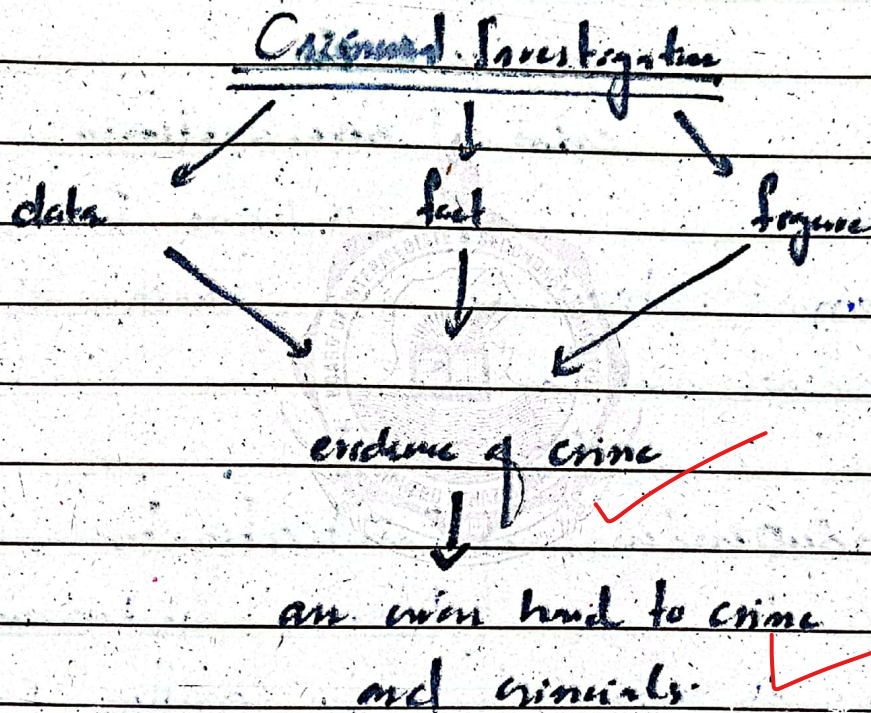 Criminal Investigation
data fact figure
evidence of crime
an iron hand to crime
and criminals.